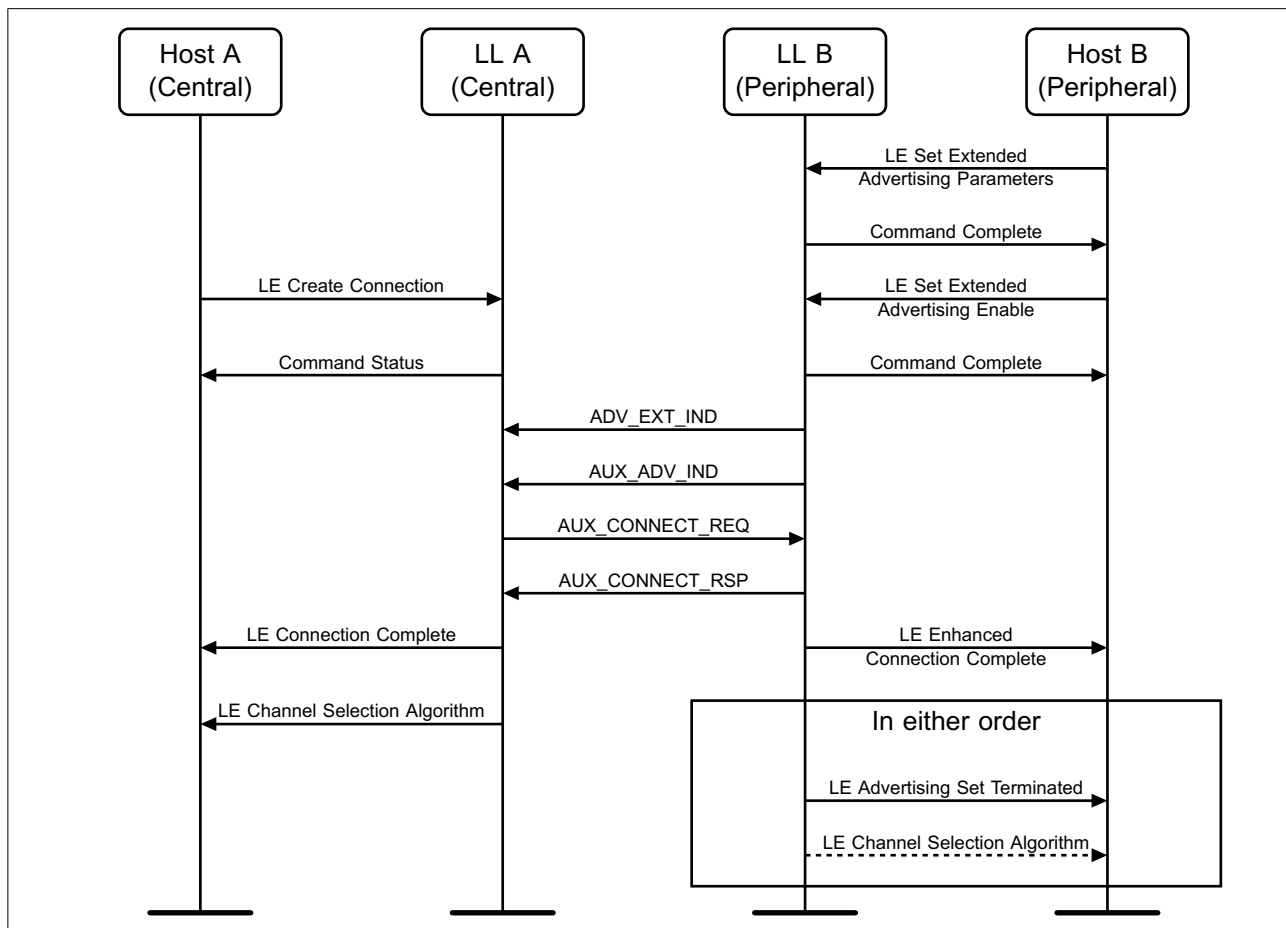 Host A
(Central)
LL A
(Central)
LL B
(Peripheral)
Host B
(Peripheral)
LE Set Extended
Advertising Parameters
Command Complete
LE Create Connection
LE Set Extended
Advertising Enable
Command Status
Command Complete
ADV_EXT_IND
AUX_ADV_IND
AUX_CONNECT_REQ
AUX_CONNECT_RSP
LE Connection Complete
LE Enhanced
Connection Complete
LE Channel Selection Algorithm
In either order
LE Advertising Set Terminated
LE Channel Selection Algorithm